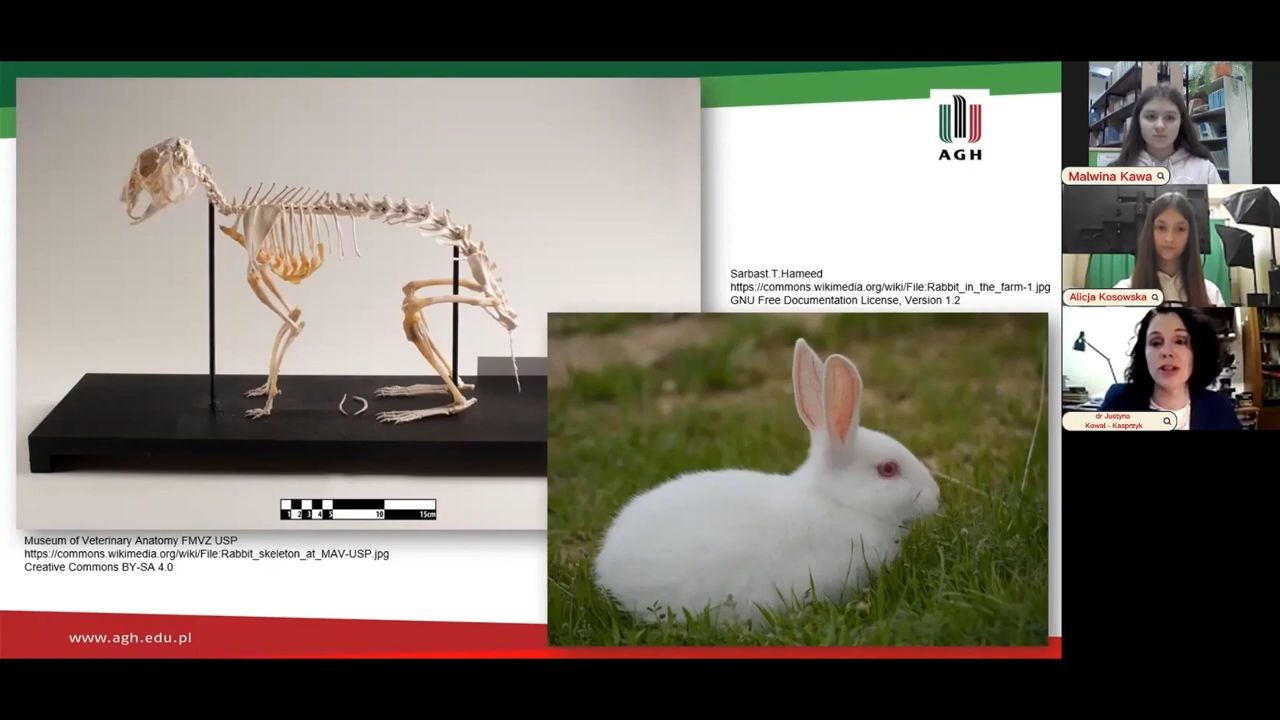 AGH
Sarbast.T.Hameed
https://commons.wikimedia.org/wiki/File:Rabbit_in_the_farm-1.jpg
GNU Free Documentation License, Version 1.2
1 2 3 4 5 10 15cm
Museum of Veterinary Anatomy FMVZ USP
https://commons.wikimedia.org/wiki/File:Rabbit_skeleton_at_MAV-USP.jpg
Creative Commons BY-SA 4.0
www.agh.edu.pl
Malwina Kawa
Alicja Kosowska
dr Justyna
Kowal - Kasprzyk